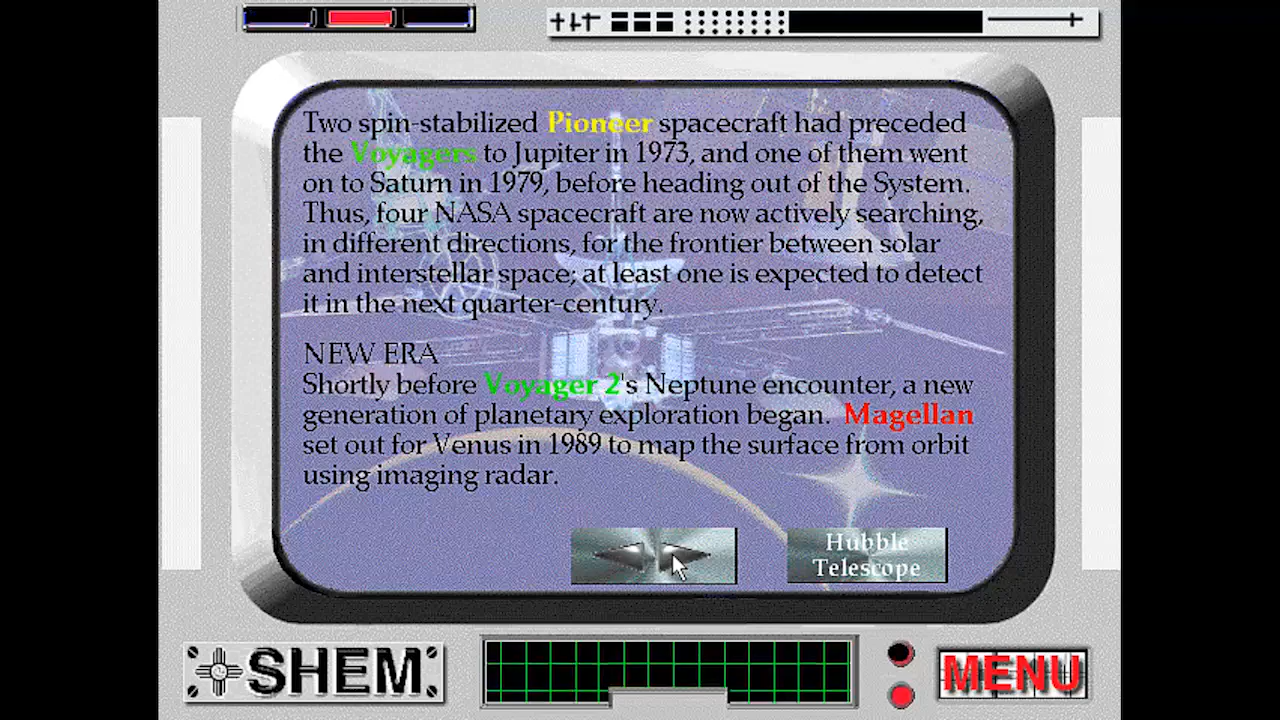 Two spin-stabilized Pioneer spacecraft had preceded
the Voyagers to Jupiter in 1973, and one of them went
on to Saturn in 1979, before heading out of the System.
Thus, four NASA spacecraft are now actively searching,
in different directions, for the frontier between solar
and interstellar space; at least one is expected to detect
it in the next quarter-century.
NEW ERA
Shortly before Voyager 2's Neptune encounter, a new
generation of planetary exploration began. Magellan
set out for Venus in 1989 to map the surface from orbit
using imaging radar.
Hubble
Telescope
SHEM
MENU